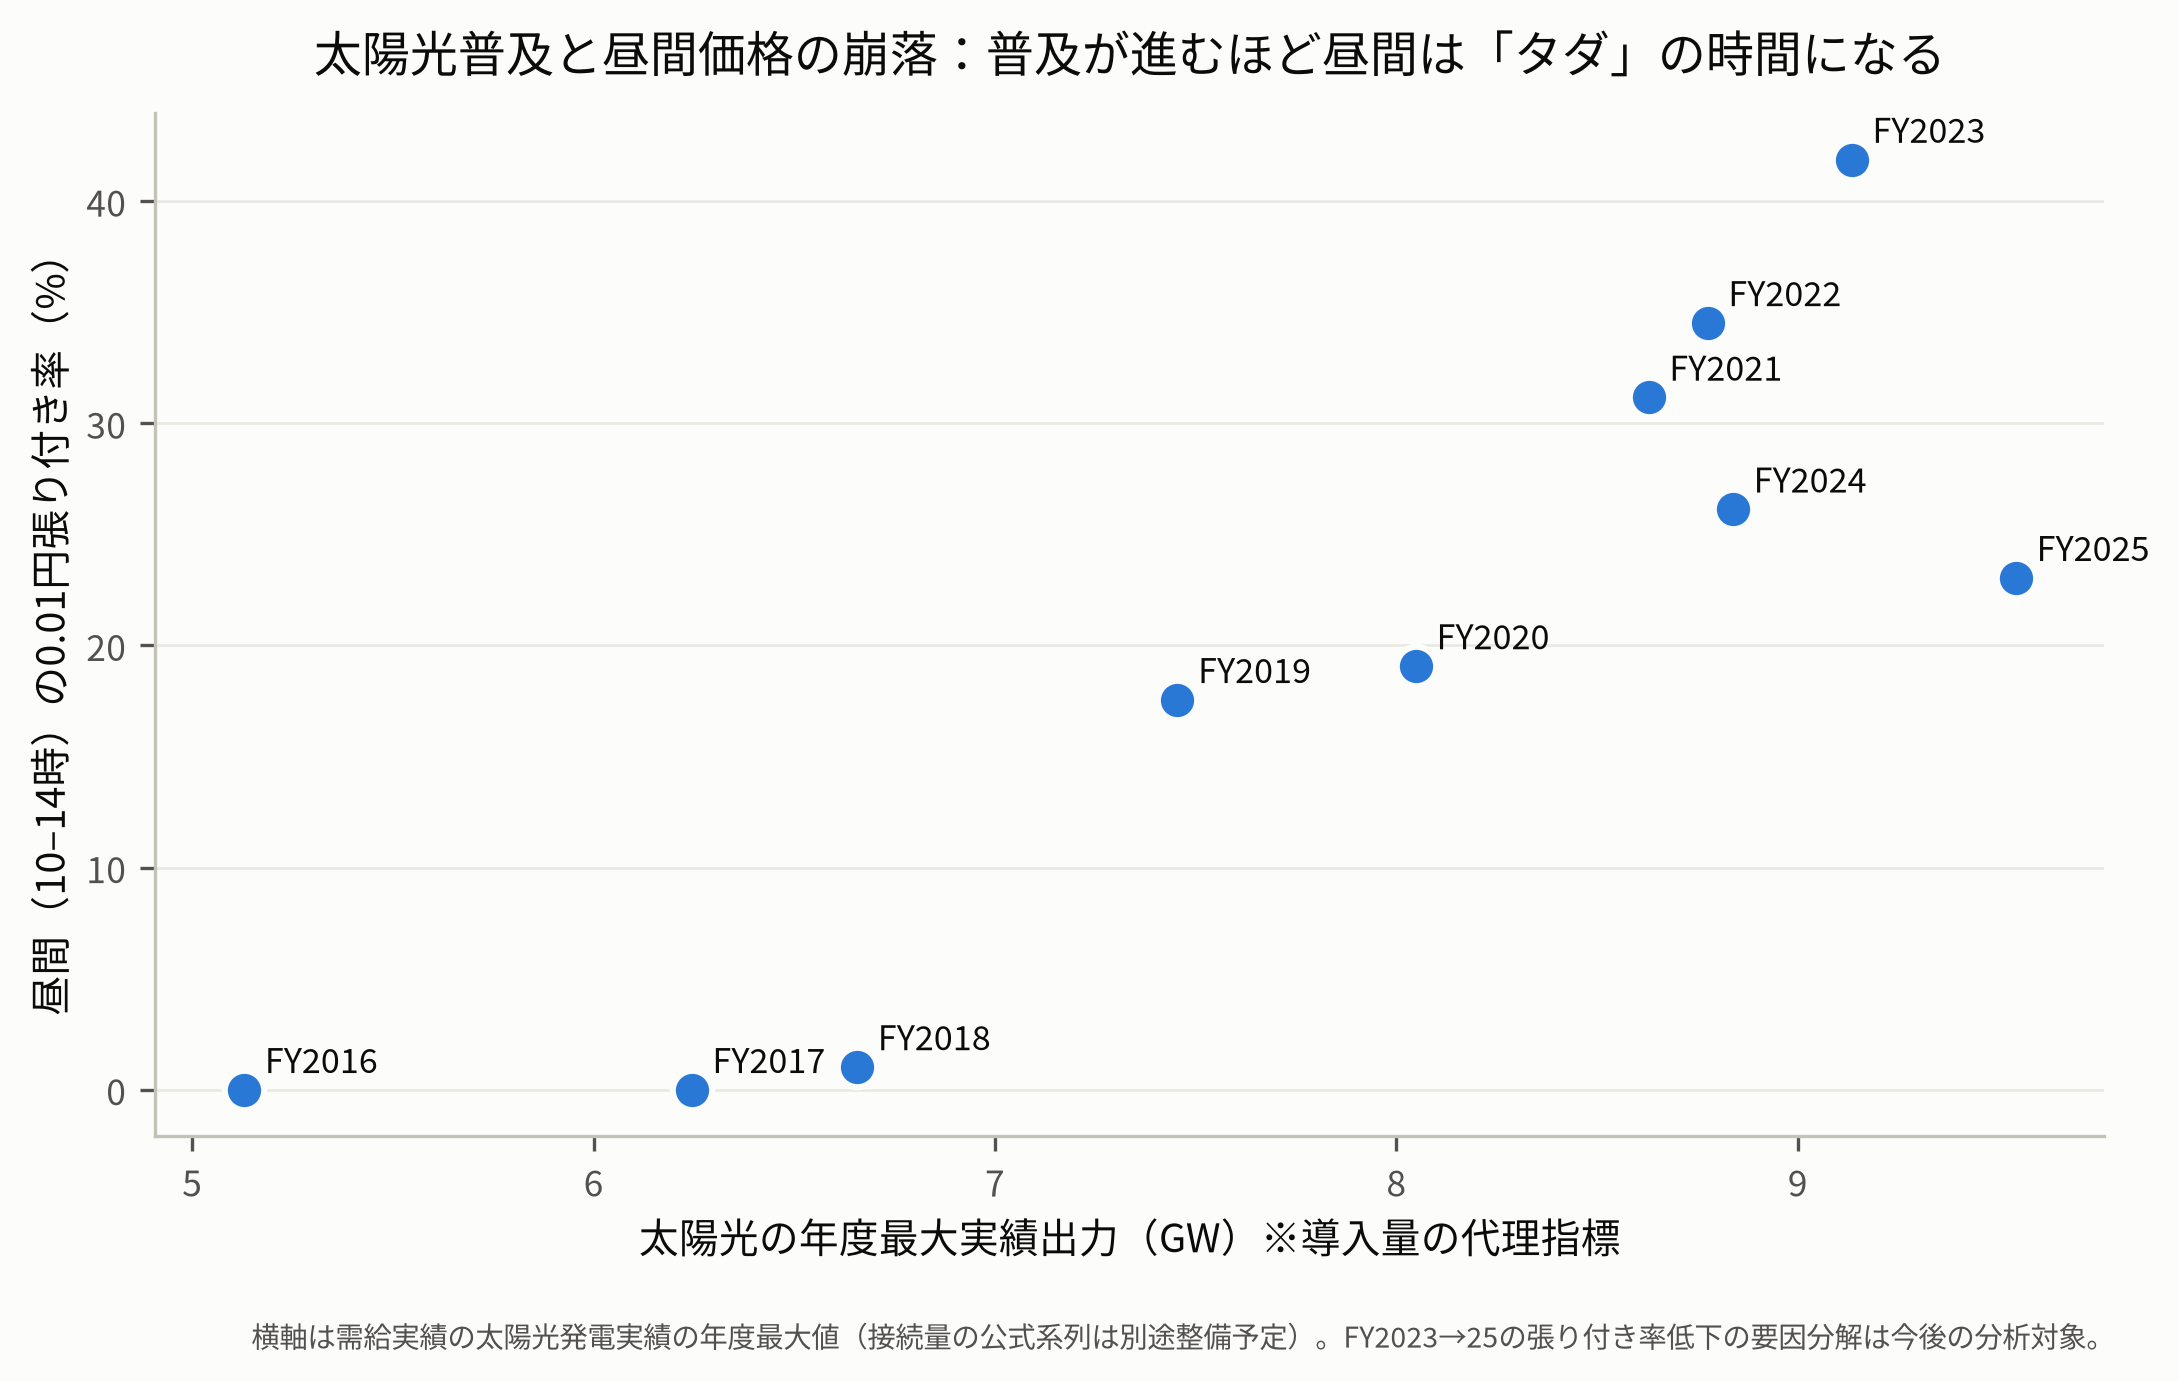 太陽光普及と昼間価格の崩落：普及が進むほど昼間は「タダ」の時間になる
昼間（10–14時）の0.01円張り付き率（%）
40
30
20
10
0
FY2023
FY2022
FY2021
FY2024
FY2025
FY2020
FY2019
FY2018
FY2017
FY2016
5
6
7
8
9
太陽光の年度最大実績出力（GW）※導入量の代理指標
横軸は需給実績の太陽光発電実績の年度最大値（接続量の公式系列は別途整備予定）。FY2023→25の張り付き率低下の要因分解は今後の分析対象。